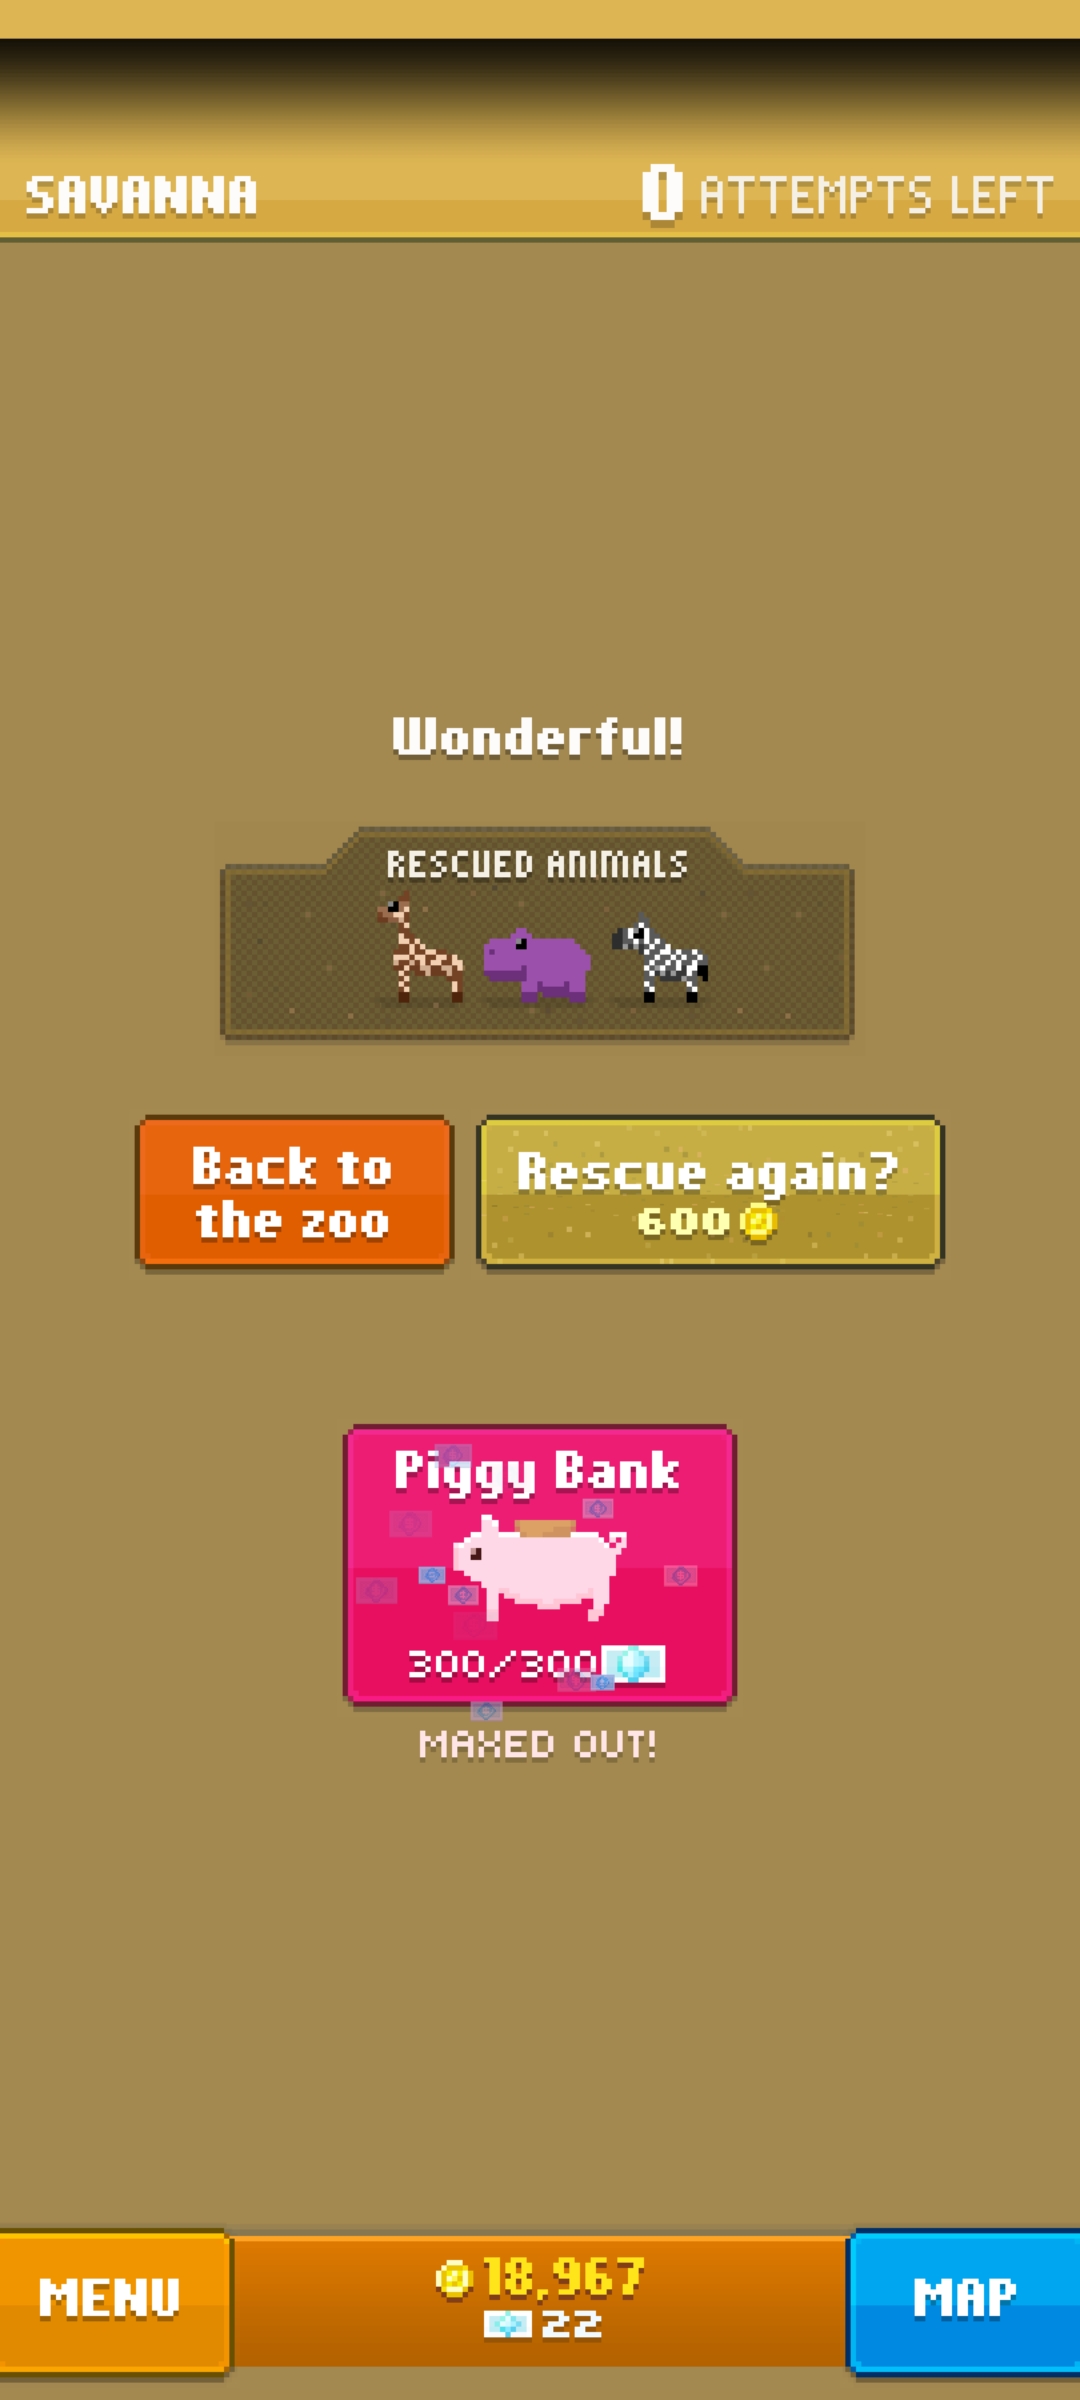 SAVANNA
0 ATTEMPTS LEFT
Wonderful!
RESCUED ANIMALS
Back to
the zoo
Rescue again?
600
Piggy Bank
300/300
MAXED OUT!
MENU
18,967
22
MAP